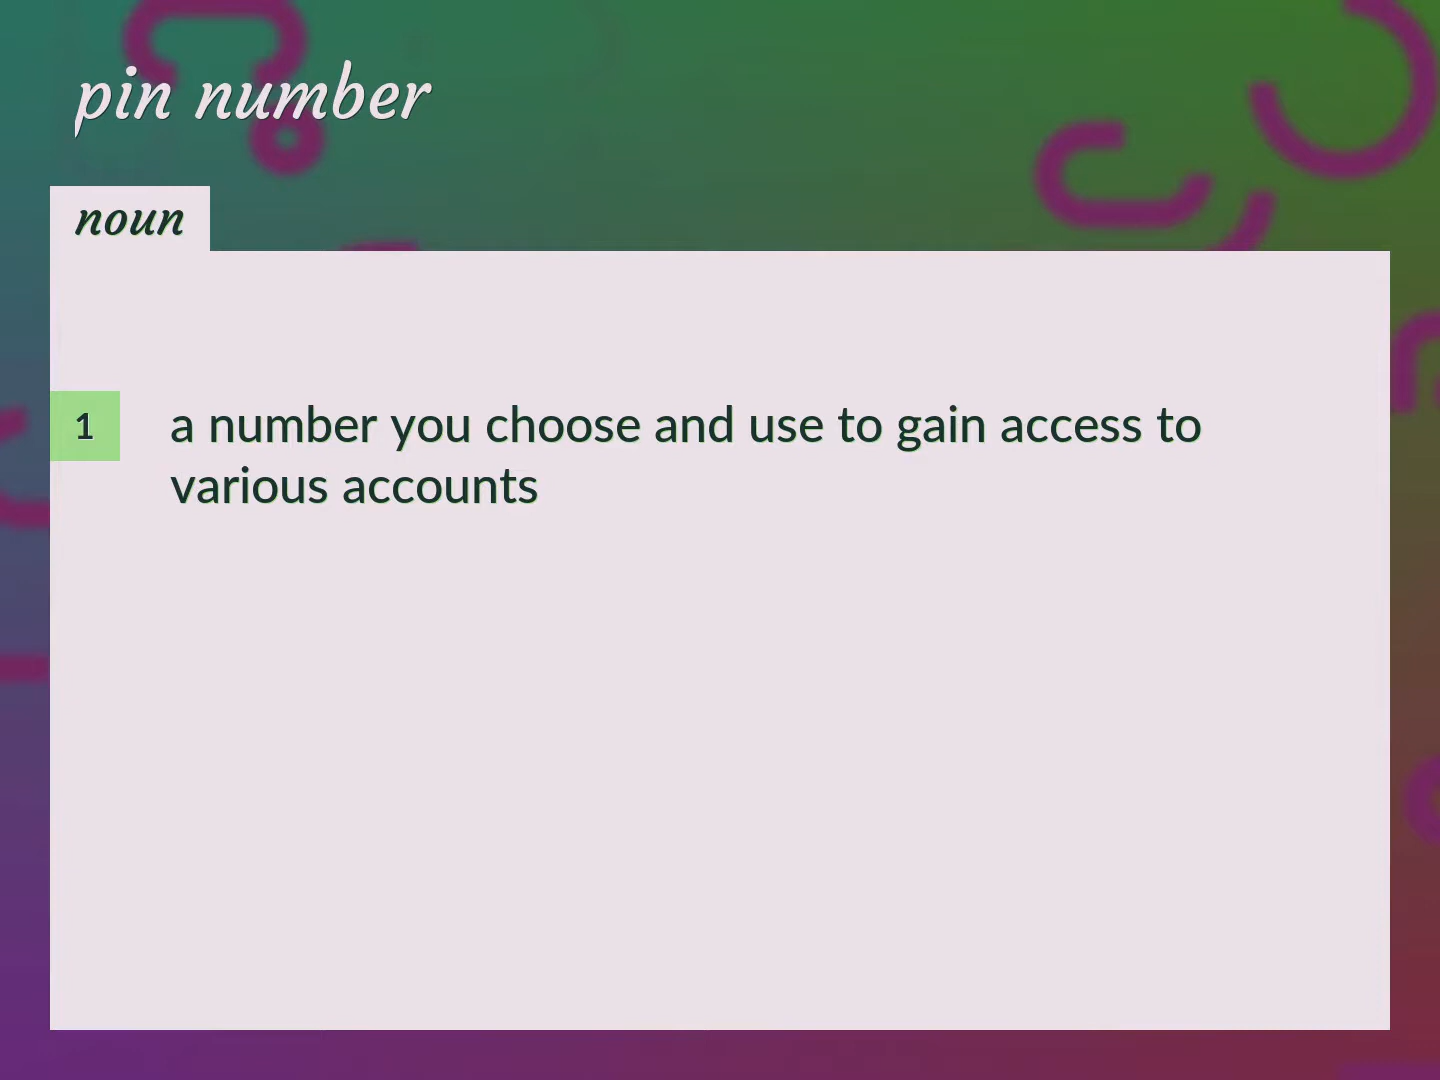 pin number
noun
1
a number you choose and use to gain access to
various accounts